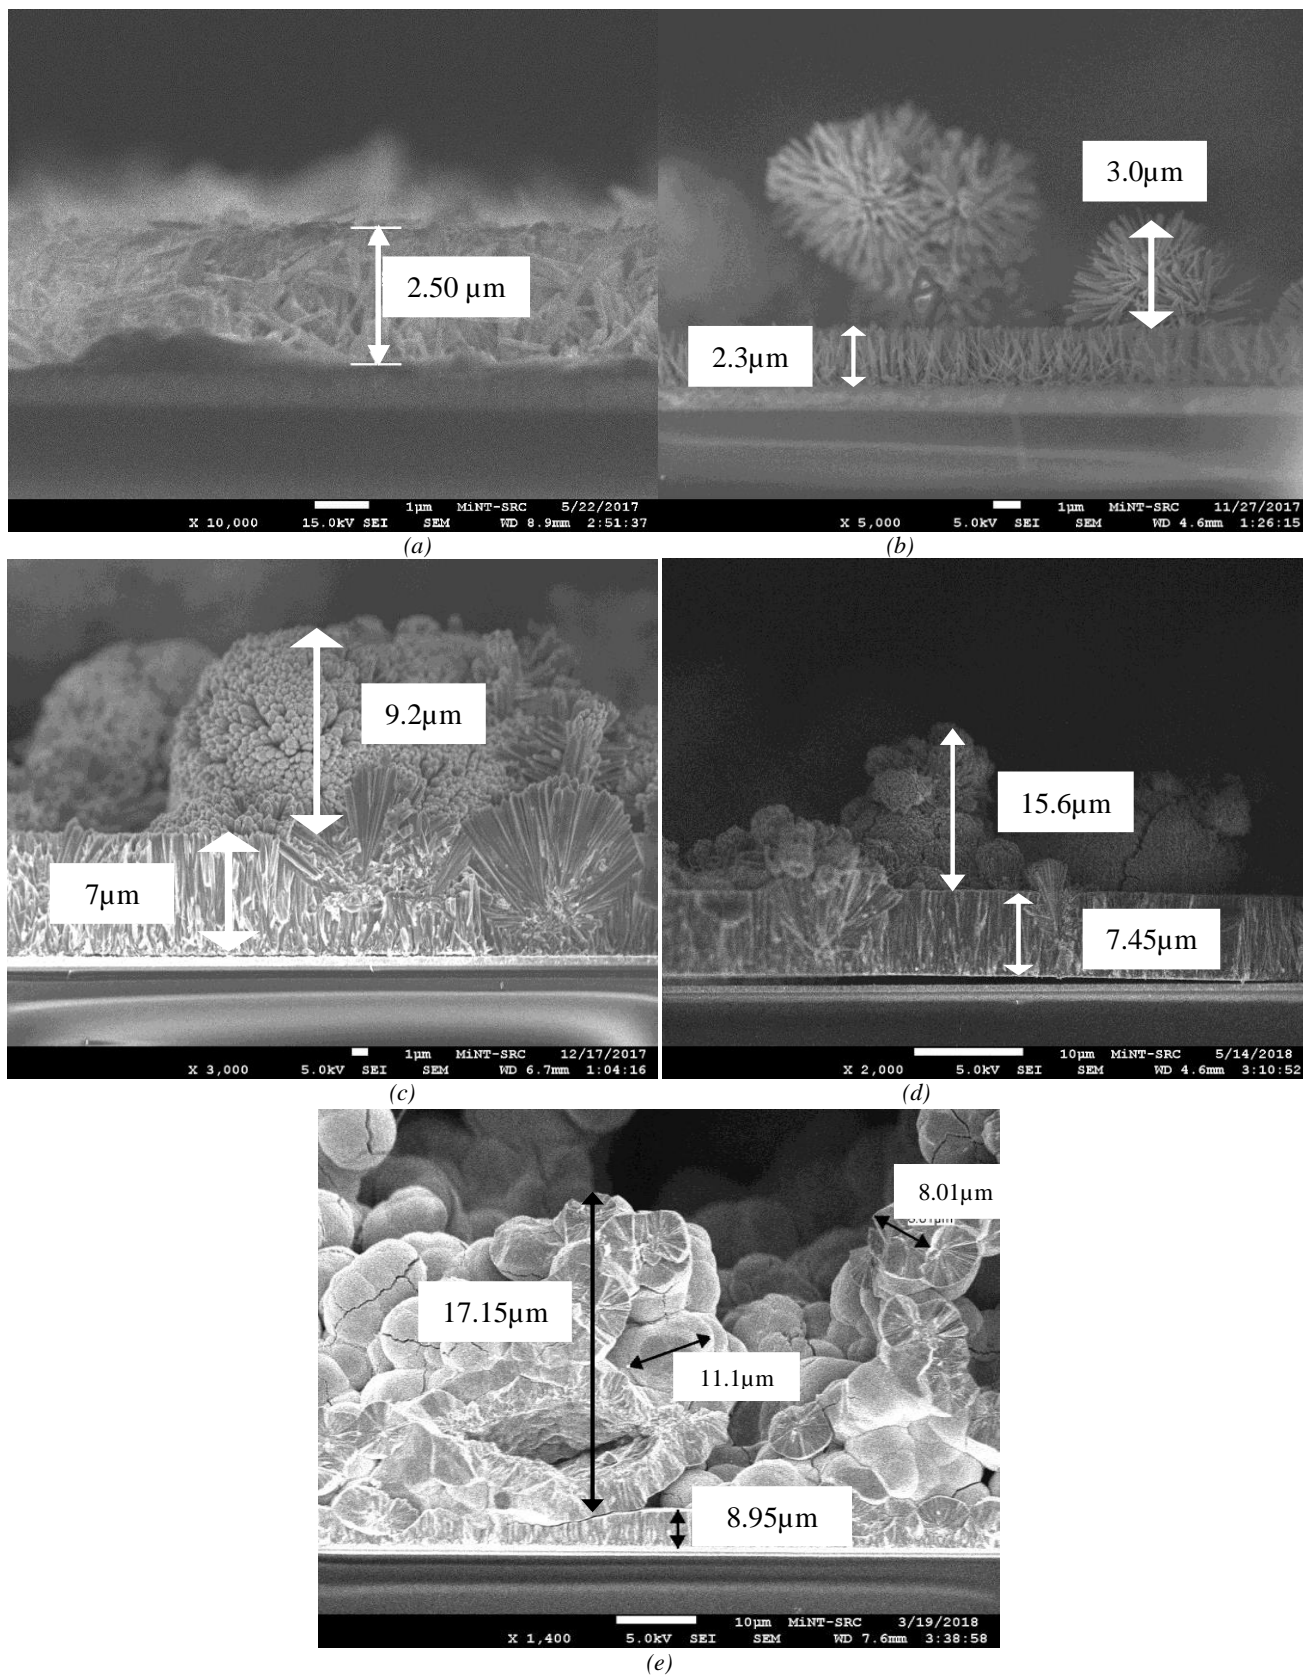 2.50 µm
1µm MiNT-SRC 5/22/2017
X 10,000 15.0kV SEI SEM WD 8.9mm 2:51:37
(a)
3.0µm
2.3µm
1µm MiNT-SRC 11/27/2017
X 5,000 5.0kV SEI SEM WD 4.6mm 1:26:15
(b)
9.2µm
7µm
1µm MiNT-SRC 12/17/2017
X 3,000 5.0kV SEI SEM WD 6.7mm 1:04:16
(c)
15.6µm
7.45µm
10µm MiNT-SRC 5/14/2018
X 2,000 5.0kV SEI SEM WD 4.6mm 3:10:52
(d)
8.01µm
17.15µm
11.1µm
8.95µm
10µm MiNT-SRC 3/19/2018
X 1,400 5.0kV SEI SEM WD 7.6mm 3:38:58
(e)